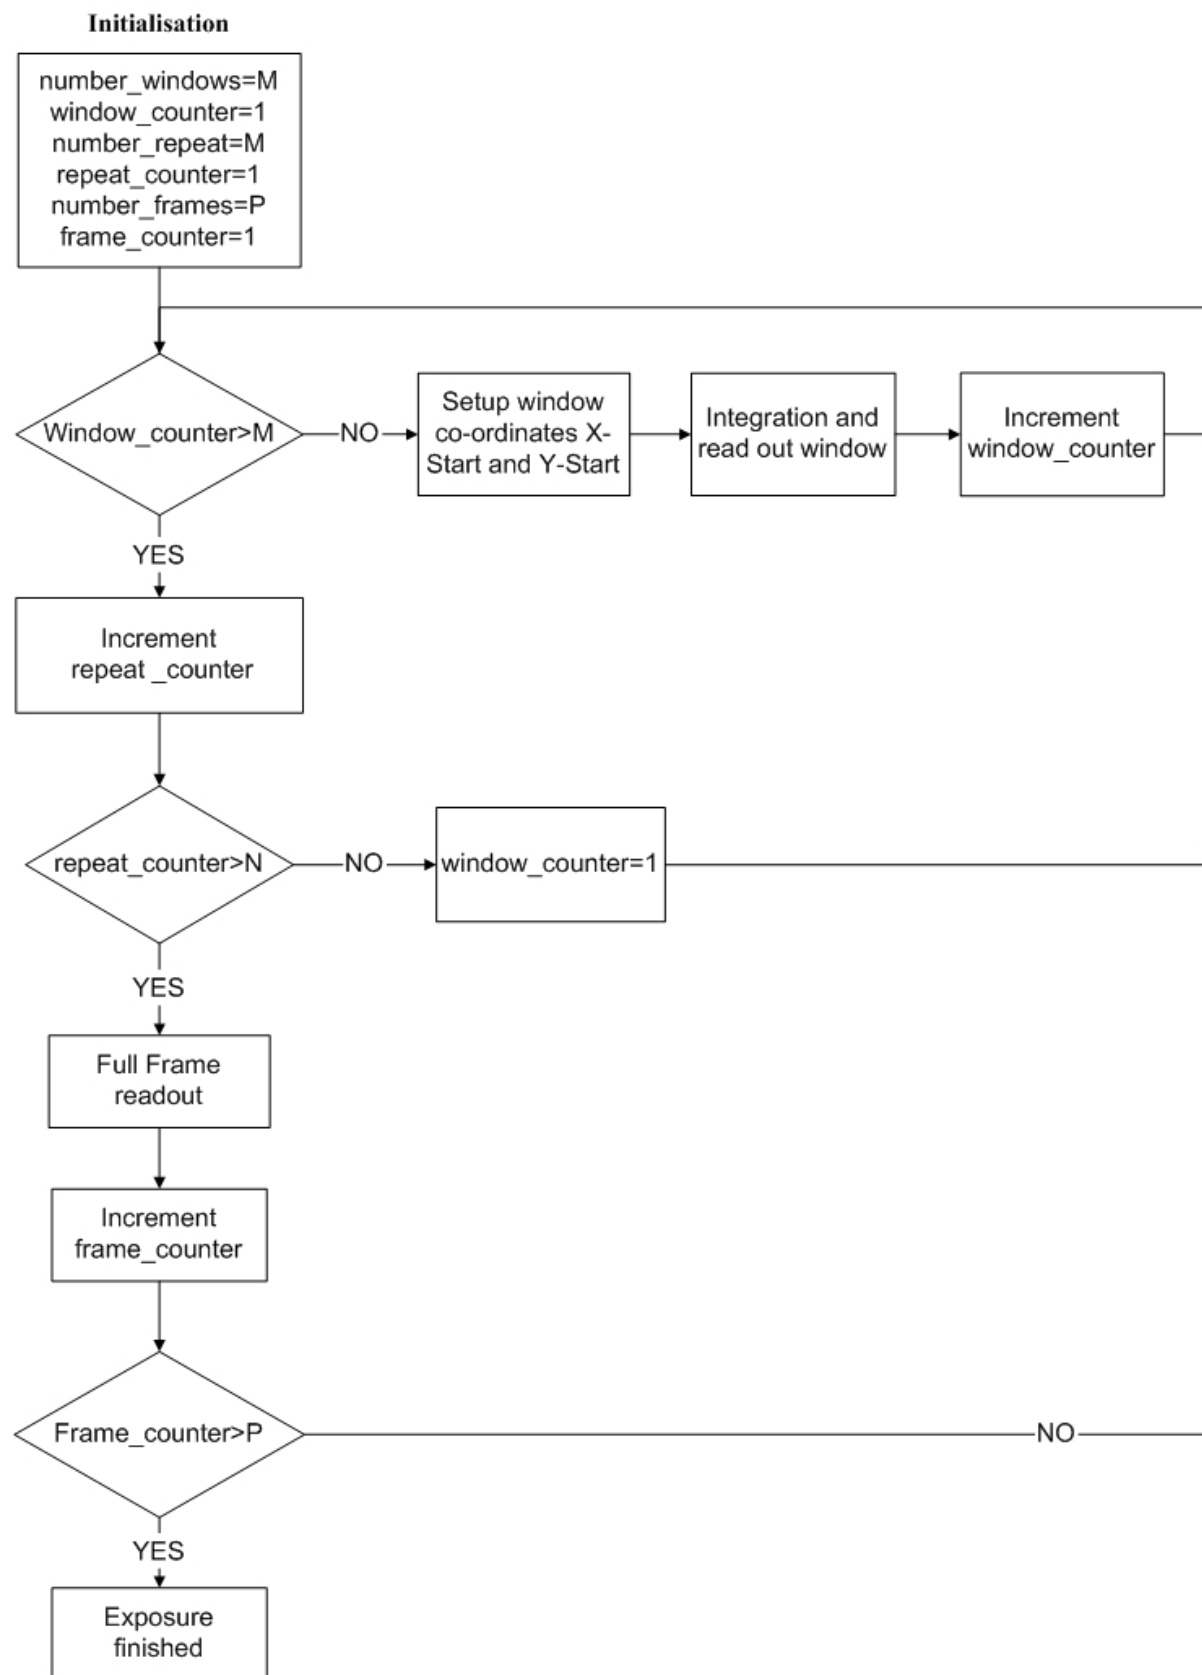 Initialisation
number_windows=M
window_counter=1
number_repeat=M
repeat_counter=1
number_frames=P
frame_counter=1
Window_counter>M
NO
Setup window
co-ordinates X-
Start and Y-Start
Integration and
read out window
Increment
window_counter
YES
Increment
repeat _counter
repeat_counter>N
NO
window_counter=1
YES
Full Frame
readout
Increment
frame_counter
Frame_counter>P
NO
YES
Exposure
finished